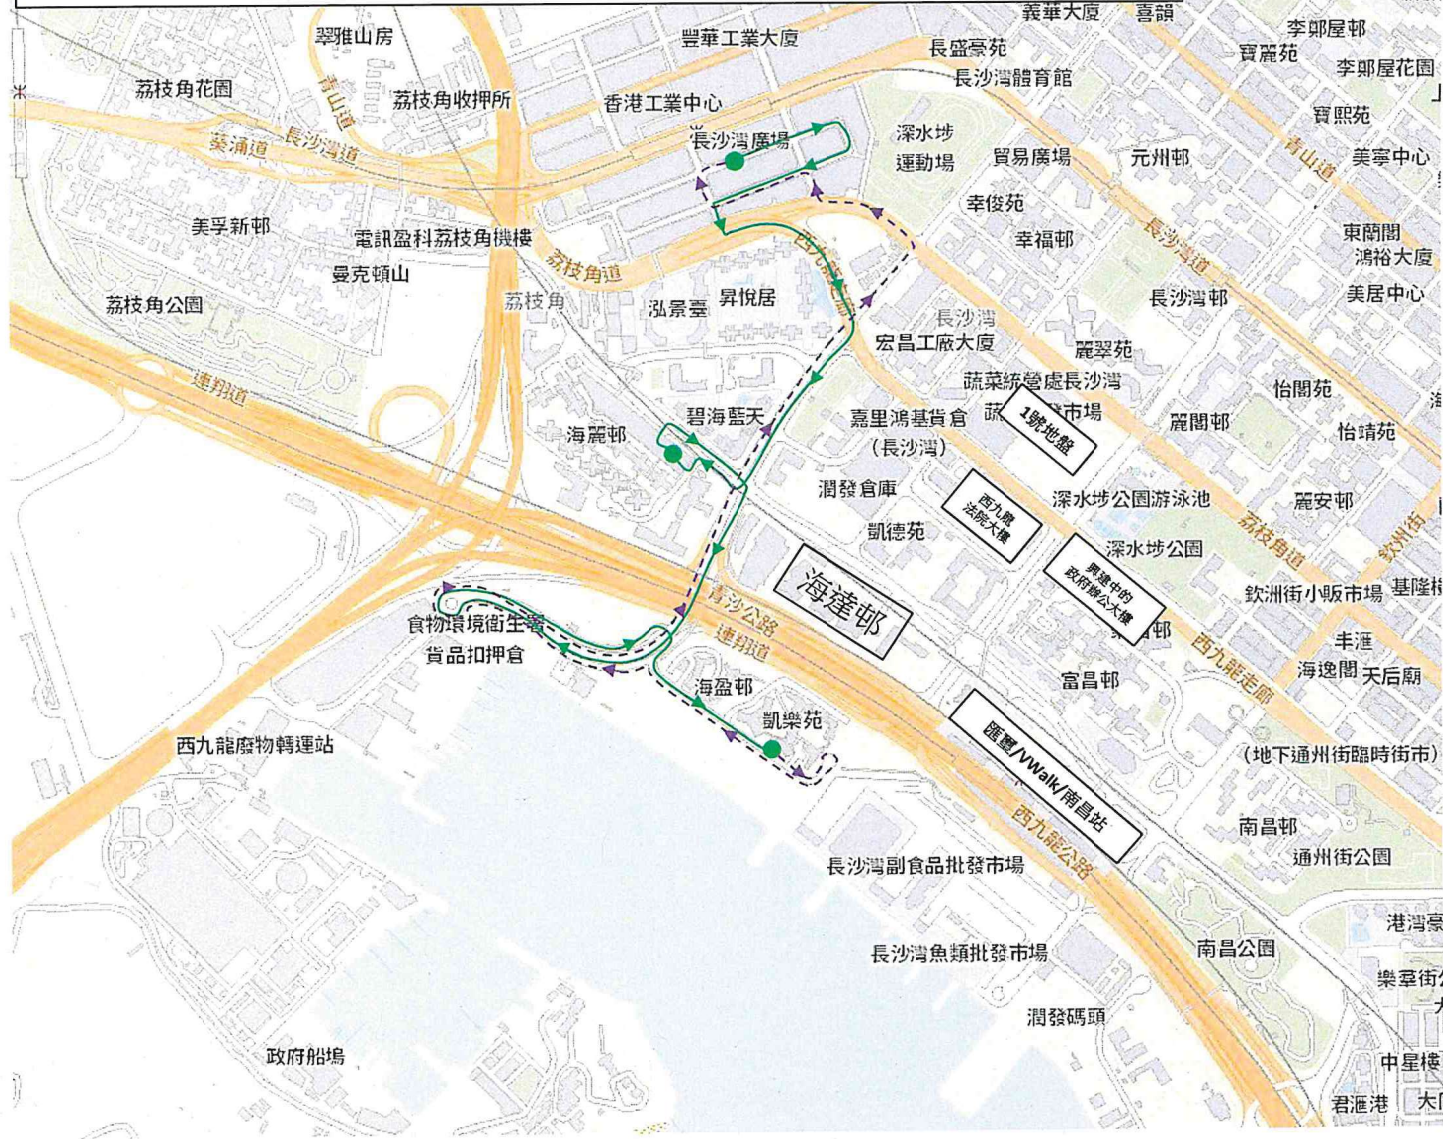 義華大廈
喜韻
翠雅山房
豐華工業大廈
長盛豪苑
李鄭屋邨
寶麗苑
李鄭屋花園
長沙灣體育館
荔枝角花園
青山道
荔枝角收押所
香港工業中心
寶熙苑
葵涌道
長沙灣道
長沙灣廣場
深水埗
運動場
貿易廣場
元州邨
青山道
美寧中心
美孚新邨
電訊盈科荔枝角機樓
幸俊苑
幸福邨
長沙灣道
東蘭閣
鴻裕大廈
曼克頓山
荔枝角道
西九龍走廊
荔枝角公園
荔枝角
泓景臺
昇悅居
長沙灣
宏昌工廠大廈
長沙灣邨
美居中心
麗翠苑
連翔道
蔬菜統營處長沙灣
1號地盤
怡閣苑
海麗邨
碧海藍天
嘉里鴻基貨倉
(長沙灣)
麗閣邨
怡靖苑
潤發倉庫
西九龍
法院大樓
深水埗公園游泳池
麗安邨
凱德苑
深水埗公園
荔枝角道
欽州街
海達邨
興建中的
政府辦公大樓
青沙公路
連翔道
欽洲街小販市場
食物環境衛生署
貨品扣押倉
丰滙
海逸閣
天后廟
西九龍走廊
海盈邨
凱樂苑
富昌邨
匯璽/VWalk/南昌站
西九龍廢物轉運站
(地下通州街臨時街市)
西九龍公路
南昌邨
通州街公園
長沙灣副食品批發市場
長沙灣魚類批發市場
南昌公園
潤發碼頭
政府船塢
中星樓
君滙港